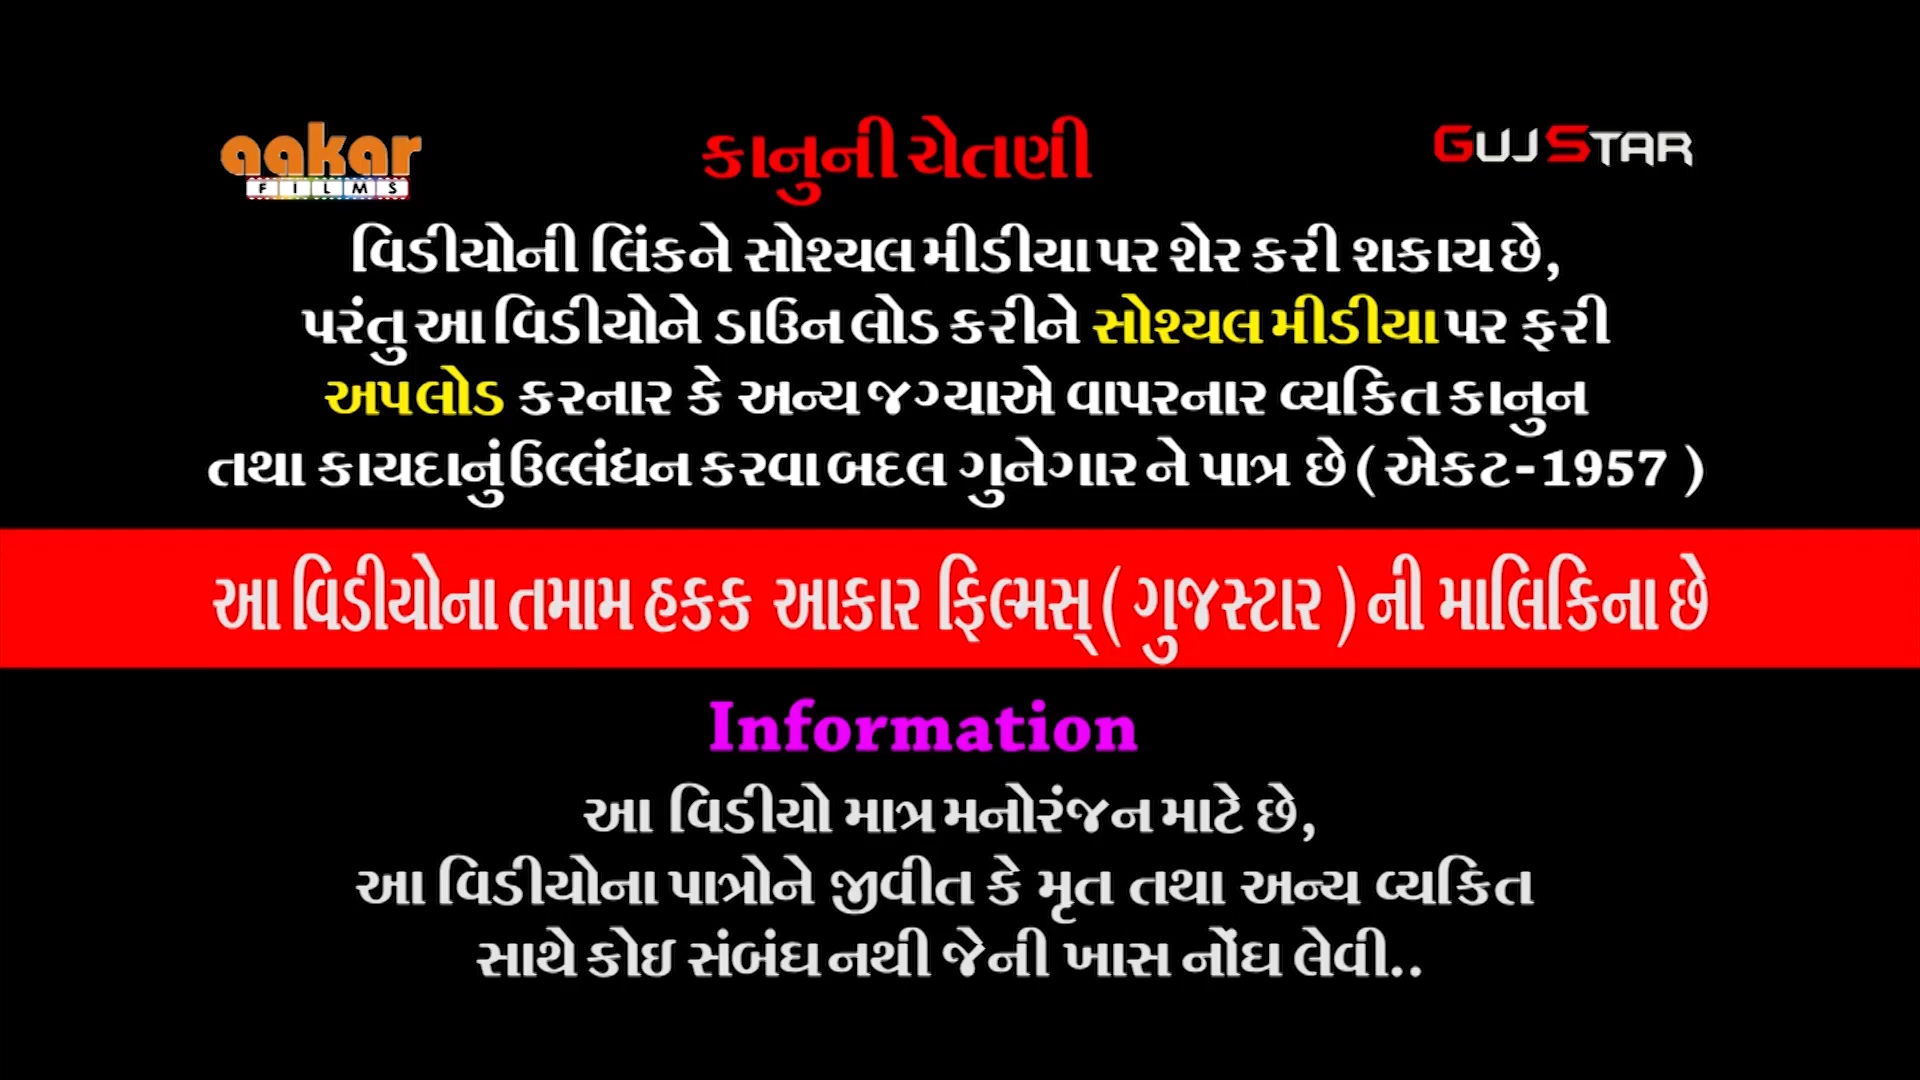 aakar
FILMS
કાનુની ચેતણી
GUJSTAR
વિડીયોની લિંકને સોશ્યલ મીડીયા પર શેર કરી શકાય છે,
પરંતુ આ વિડીયોને ડાઉન લોડ કરીને સોશ્યલ મીડીયા પર ફરી
અપલોડ કરનાર કે અન્ય જગ્યાએ વાપરનાર વ્યકિત કાનુન
તથા કાયદાનું ઉલ્લંઘન કરવા બદલ ગુનેગાર ને પાત્ર છે ( એકટ-1957 )
આ વિડીયોના તમામ હકક આકાર ફિલ્મસ્ ( ગુજસ્ટાર ) ની માલિકિના છે
Information
આ વિડીયો માત્ર મનોરંજન માટે છે,
આ વિડીયોના પાત્રોને જીવીત કે મૃત તથા અન્ય વ્યકિત
સાથે કોઇ સંબંધ નથી જેની ખાસ નોંધ લેવી..